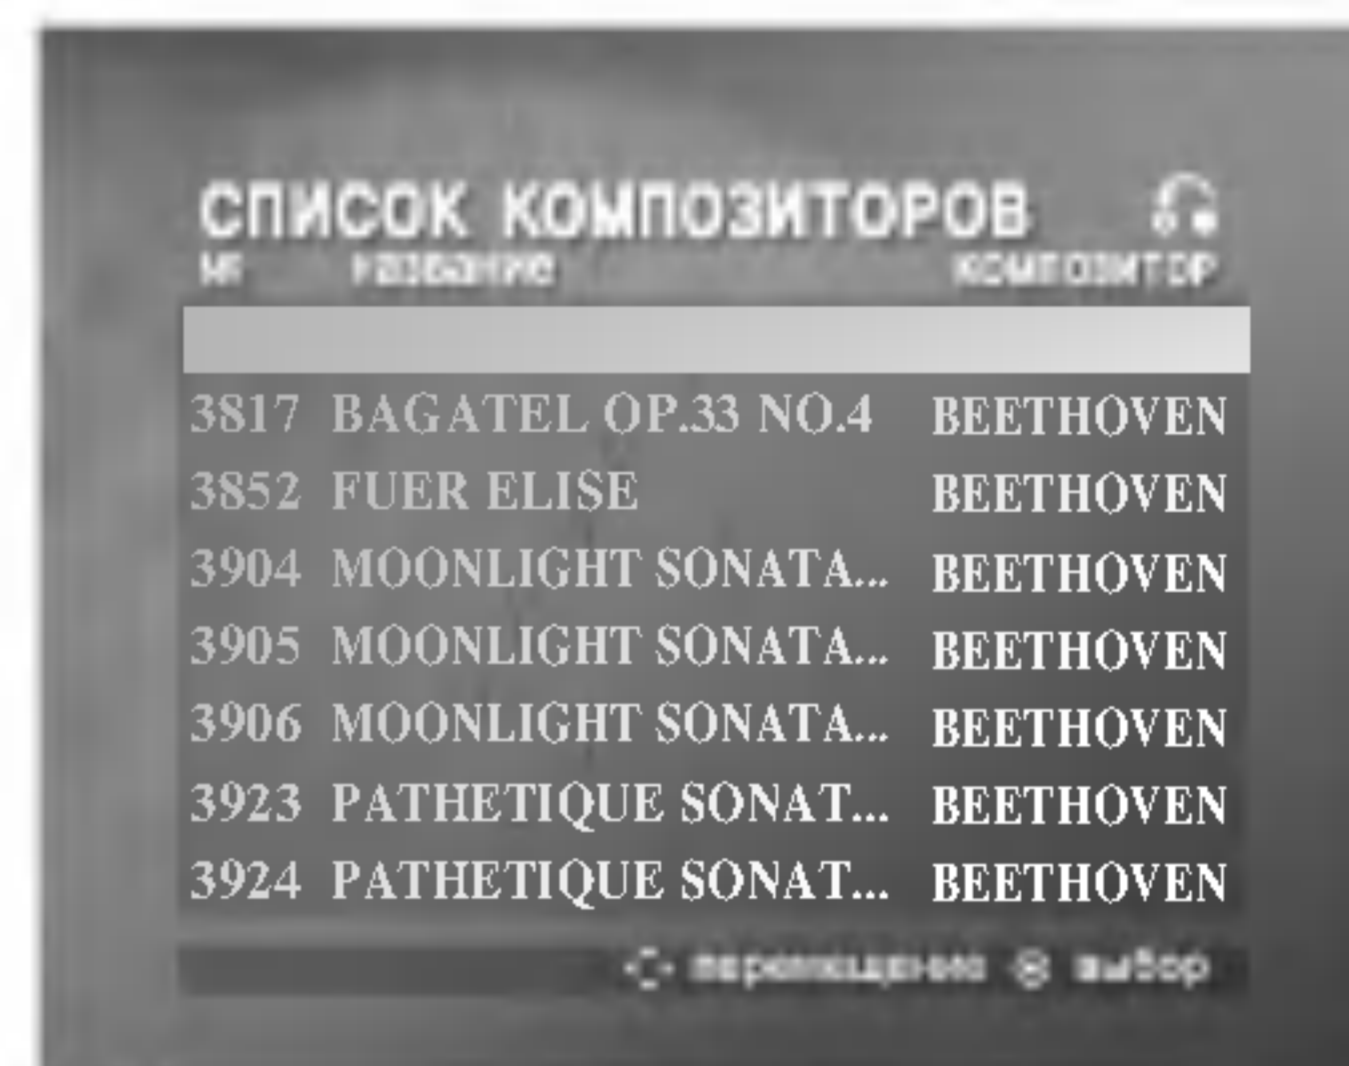 СПИСОК КОМПОЗИТОРОВ
№ название композитор
3817 BAGATEL OP.33 NO.4 BEETHOVEN
3852 FUER ELISE BEETHOVEN
3904 MOONLIGHT SONATA... BEETHOVEN
3905 MOONLIGHT SONATA... BEETHOVEN
3906 MOONLIGHT SONATA... BEETHOVEN
3923 PATHETIQUE SONAT... BEETHOVEN
3924 PATHETIQUE SONAT... BEETHOVEN
перемещение выбор